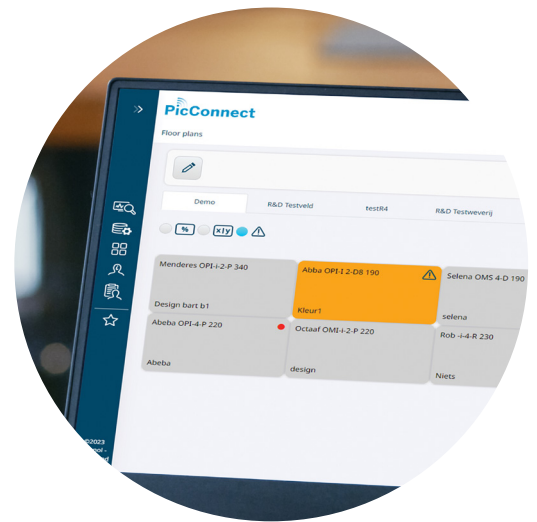 PicConnect
Floor plans
Demo
R&D Testveld
testR4
R&D Testweverij
%
x|y
Menderes OPI-i-2-P 340
Design bart b1
Abba OPI-I 2-D8 190
Kleur1
Selena OMS 4-D 190
selena
Abeba OPI-4-P 220
Abeba
Octaaf OMI-i-2-P 220
design
Rob -i-4-R 230
Niets
©2023